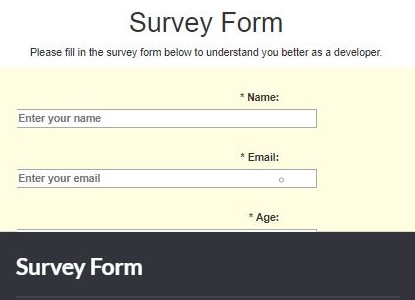 Survey Form
Please fill in the survey form below to understand you better as a developer.
* Name:
Enter your name
* Email:
Enter your email
* Age:
Survey Form